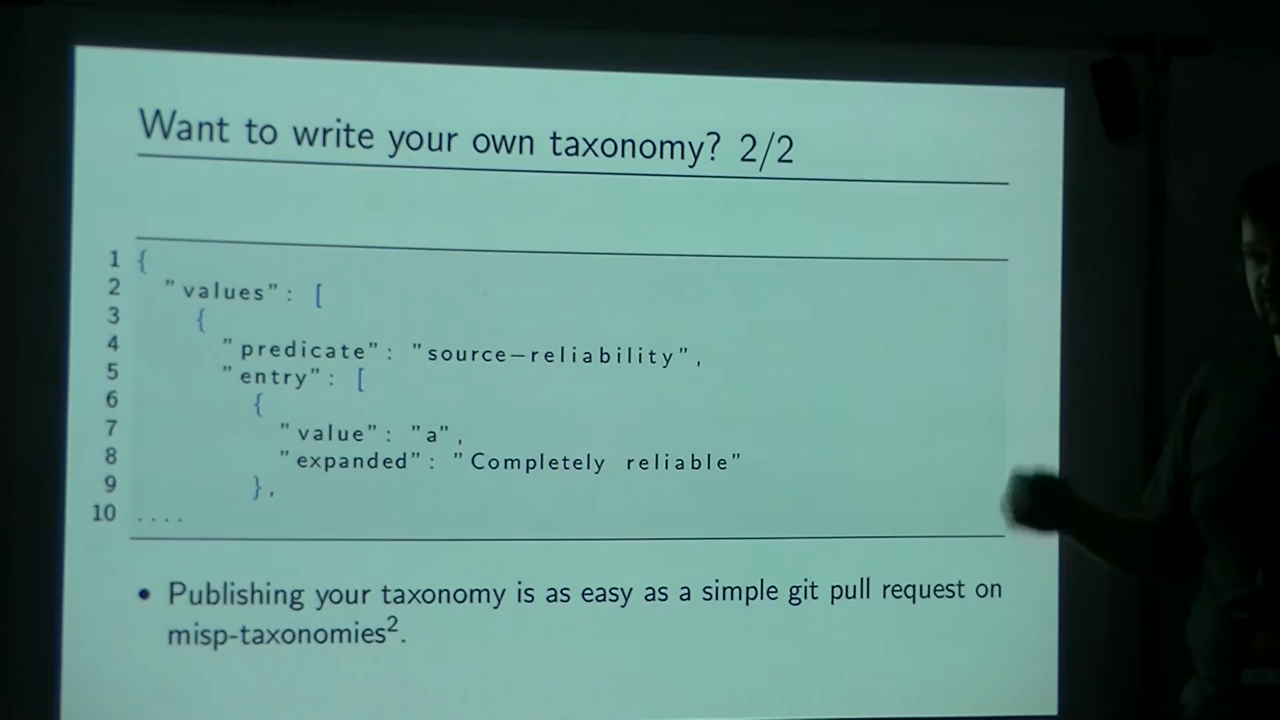 Want to write your own taxonomy? 2/2
1 {
2 "values": [
3 {
4 "predicate": "source-reliability",
5 "entry": [
6 {
7 "value": "a",
8 "expanded": "Completely reliable"
9 },
10 ....
• Publishing your taxonomy is as easy as a simple git pull request on
misp-taxonomies².